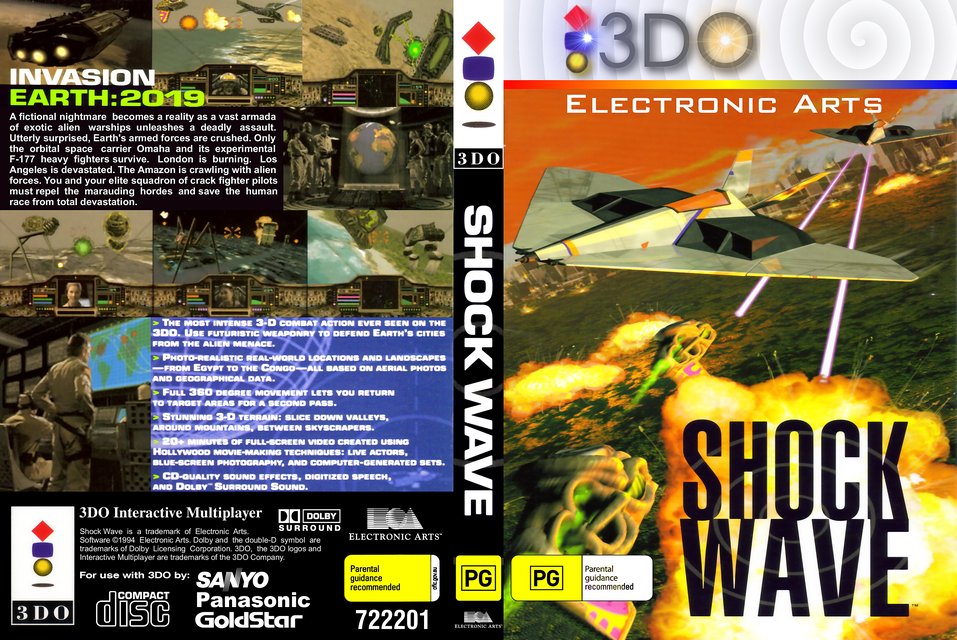 INVASION
EARTH:2019
A fictional nightmare becomes a reality as a vast armada
of exotic alien warships unleashes a deadly assault.
Utterly surprised, Earth's armed forces are crushed. Only
the orbital space carrier Omaha and its experimental
F-177 heavy fighters survive. London is burning. Los
Angeles is devastated. The Amazon is crawling with alien
forces. You and your elite squadron of crack fighter pilots
must repel the marauding hordes and save the human
race from total devastation.
> The most intense 3-D combat action ever seen on the
3DO. Use futuristic weaponry to defend Earth's cities
from the alien menace.
> Photo-realistic real-world locations and landscapes
—from Egypt to the Congo—all based on aerial photos
and geographical data.
> Full 360 degree movement lets you return
to target areas for a second pass.
> Stunning 3-D terrain: slice down valleys,
around mountains, between skyscrapers.
> 20+ minutes of full-screen video created using
Hollywood movie-making techniques: live actors,
blue-screen photography, and computer-generated sets.
> CD-quality sound effects, digitized speech,
and Dolby™ Surround Sound.
3DO
3DO Interactive Multiplayer
Shock Wave is a trademark of Electronic Arts.
Software ©1994 Electronic Arts. Dolby and the double-D symbol are
trademarks of Dolby Licensing Corporation. 3DO, the 3DO logos and
Interactive Multiplayer are trademarks of the 3DO Company.
For use with 3DO by:
COMPACT
disc
SANYO
Panasonic
GoldStar
DOLBY
SURROUND
ELECTRONIC ARTS®
Parental
guidance
recommended
722201
3DO
SHOCK WAVE
PG
ELECTRONIC ARTS®
3DO
Electronic Arts
SHOCK
WAVE™
PG
Parental
guidance
recommended